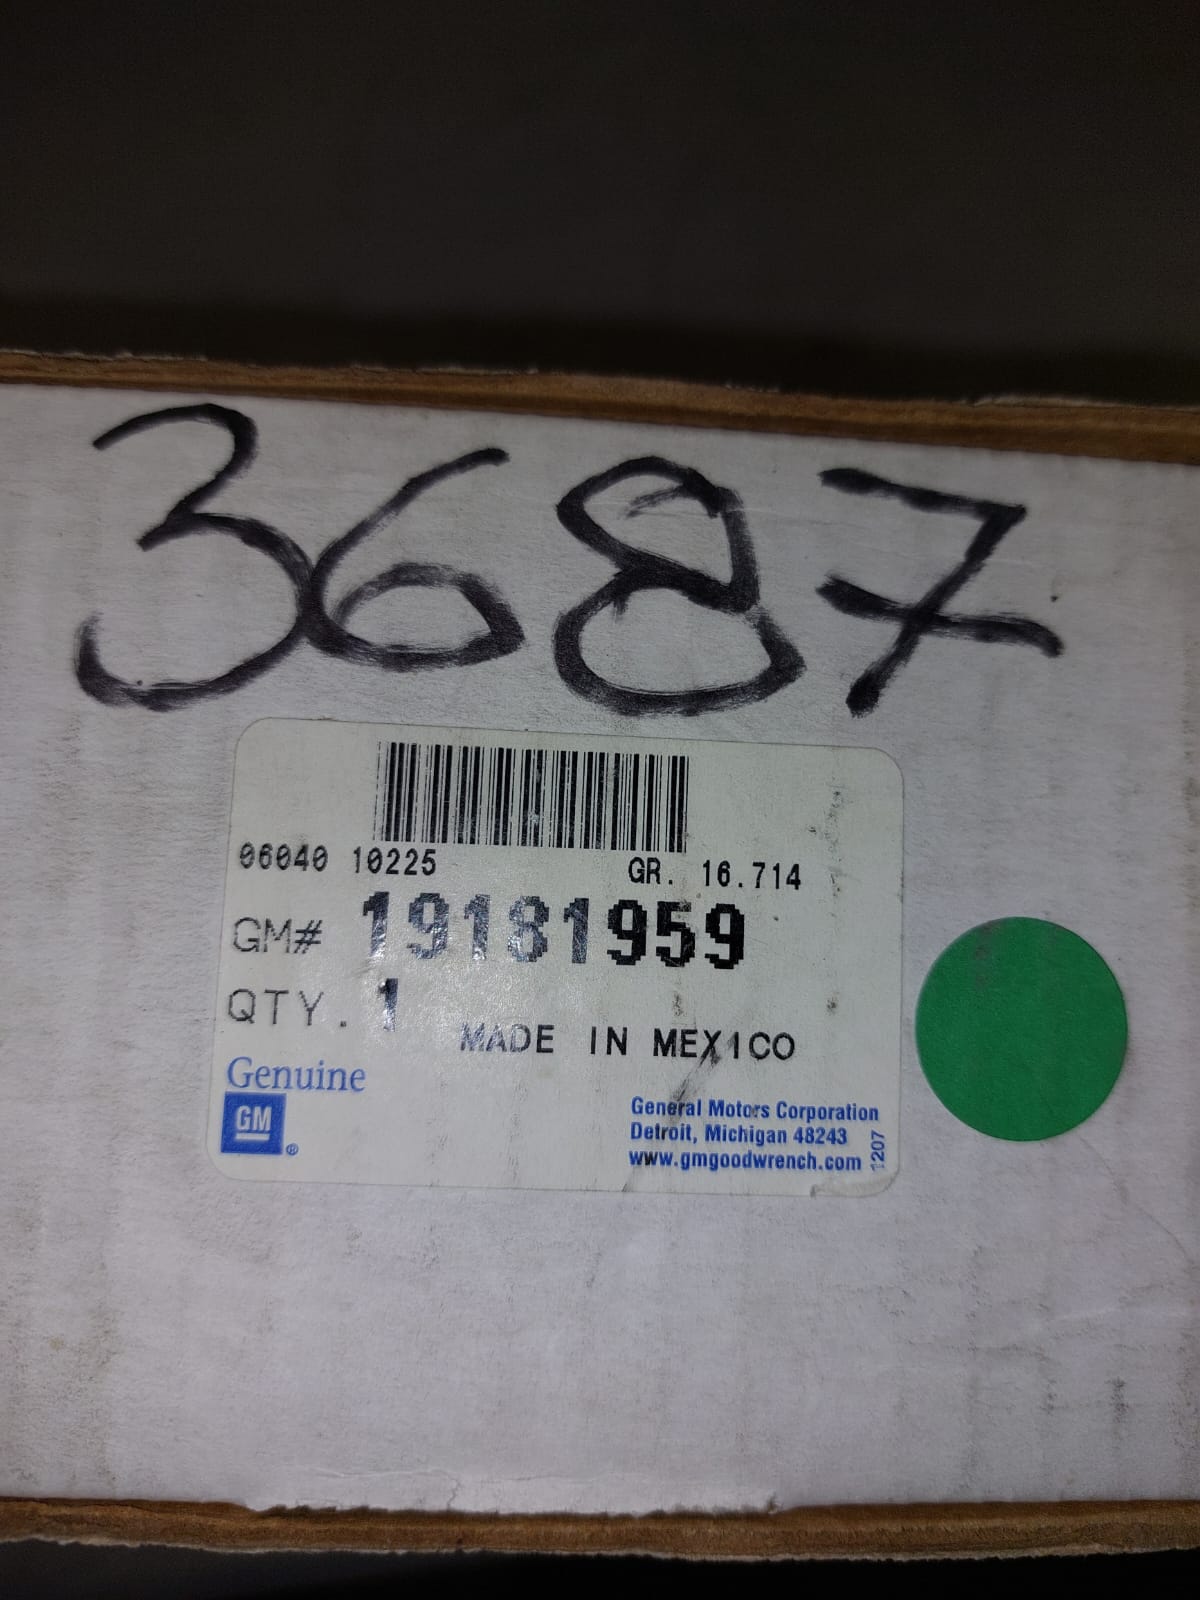 3687
06040 10225 GR. 16.714
GM# 19181959
QTY. 1
MADE IN MEXICO
Genuine
GM ®
General Motors Corporation
Detroit, Michigan 48243
www.gmgoodwrench.com
1207